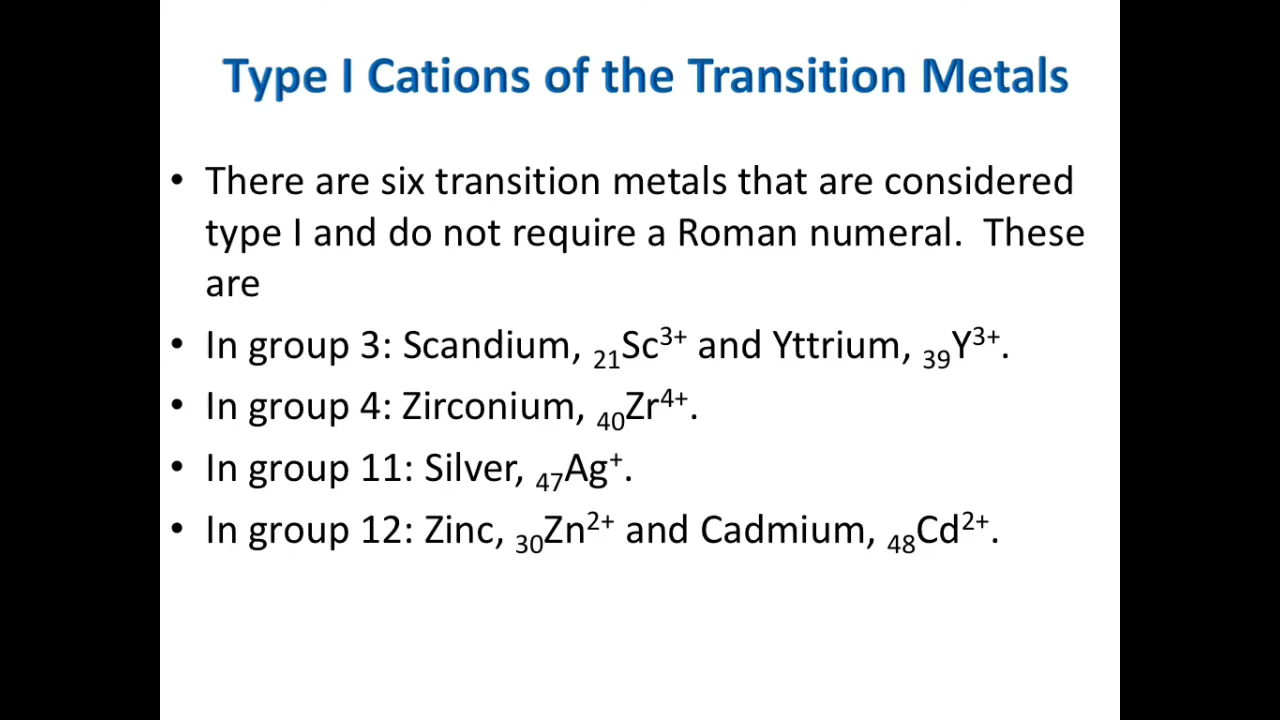 Type I Cations of the Transition Metals
• There are six transition metals that are considered
type I and do not require a Roman numeral.  These
are
• In group 3: Scandium, ₂₁Sc³⁺ and Yttrium, ₃₉Y³⁺.
• In group 4: Zirconium, ₄₀Zr⁴⁺.
• In group 11: Silver, ₄₇Ag⁺.
• In group 12: Zinc, ₃₀Zn²⁺ and Cadmium, ₄₈Cd²⁺.